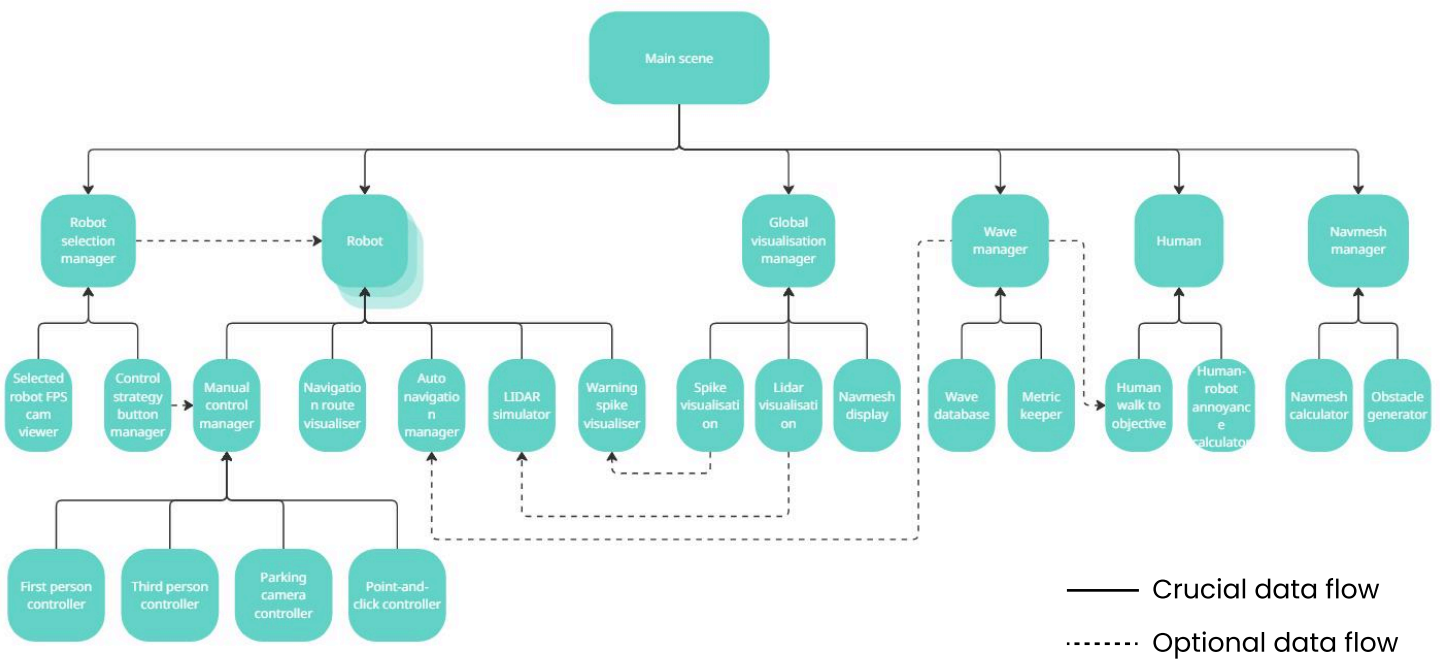 Main scene
Robot
selection
manager
Robot
Global
visualisation
manager
Wave
manager
Human
Navmesh
manager
Selected
robot FPS
cam
viewer
Control
strategy
button
manager
Manual
control
manager
Navigatio
n route
visualiser
Auto
navigatio
n
manager
LIDAR
simulator
Warning
spike
visualiser
Spike
visualisati
on
Lidar
visualisati
on
Navmesh
display
Wave
database
Metric
keeper
Human
walk to
objective
Human-
robot
annoyanc
e
calculator
Navmesh
calculator
Obstacle
generator
First person
controller
Third person
controller
Parking
camera
controller
Point-and-
click controller
Crucial data flow
Optional data flow